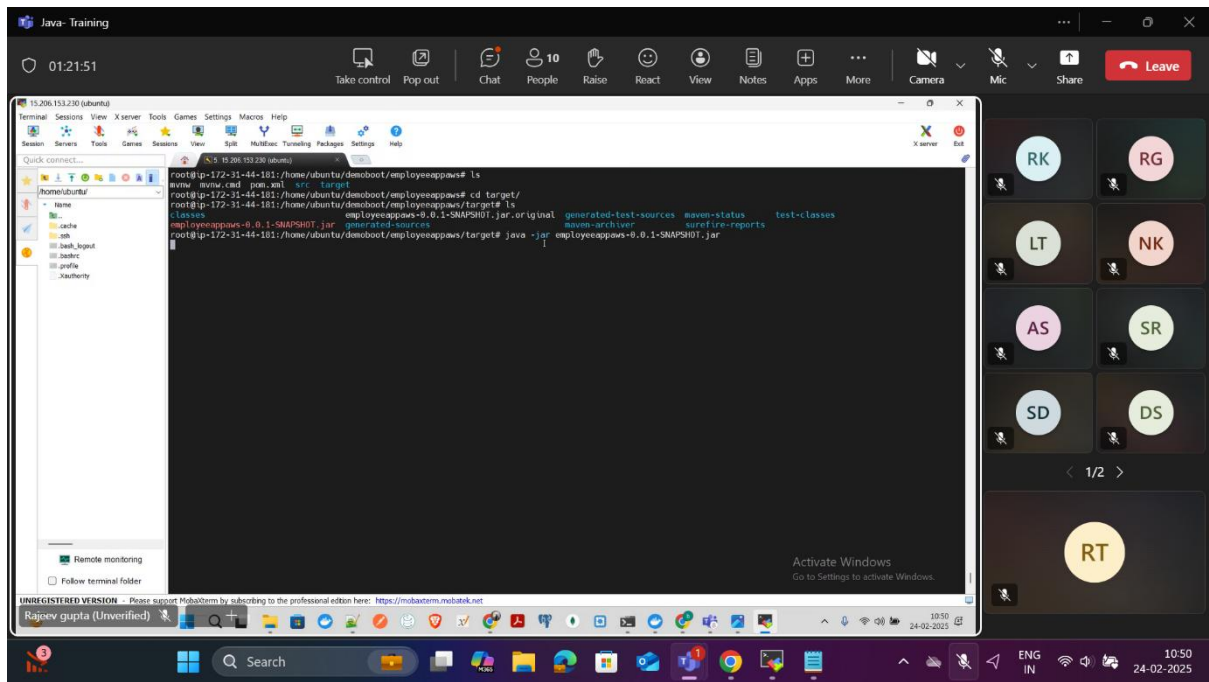 Java- Training
01:21:51
Take control Pop out Chat 10 People Raise React View Notes Apps More Camera Mic Share Leave
15.206.153.230 (ubuntu)
Terminal Sessions View X server Tools Games Settings Macros Help
Session Servers Tools Games Sessions View Split MultiExec Tunneling Packages Settings Help X server Exit
Quick connect...
5. 15.206.153.230 (ubuntu)
/home/ubuntu/
Name
..
.cache
.ssh
.bash_logout
.bashrc
.profile
.Xauthority
root@ip-172-31-44-181:/home/ubuntu/demoboot/employeeappaws# ls
mvnw mvnw.cmd pom.xml src target
root@ip-172-31-44-181:/home/ubuntu/demoboot/employeeappaws# cd target/
root@ip-172-31-44-181:/home/ubuntu/demoboot/employeeappaws/target# ls
classes employeeappaws-0.0.1-SNAPSHOT.jar.original generated-test-sources maven-status test-classes
employeeappaws-0.0.1-SNAPSHOT.jar generated-sources maven-archiver surefire-reports
root@ip-172-31-44-181:/home/ubuntu/demoboot/employeeappaws/target# java -jar employeeappaws-0.0.1-SNAPSHOT.jar
Remote monitoring
Follow terminal folder
Activate Windows
Go to Settings to activate Windows.
UNREGISTERED VERSION - Please support MobaXterm by subscribing to the professional edition here: https://mobaxterm.mobatek.net
Rajeev gupta (Unverified)
10:50
24-02-2025
RK RG
LT NK
AS SR
SD DS
1/2
RT
3
Search
M365
1
ENG
IN
10:50
24-02-2025